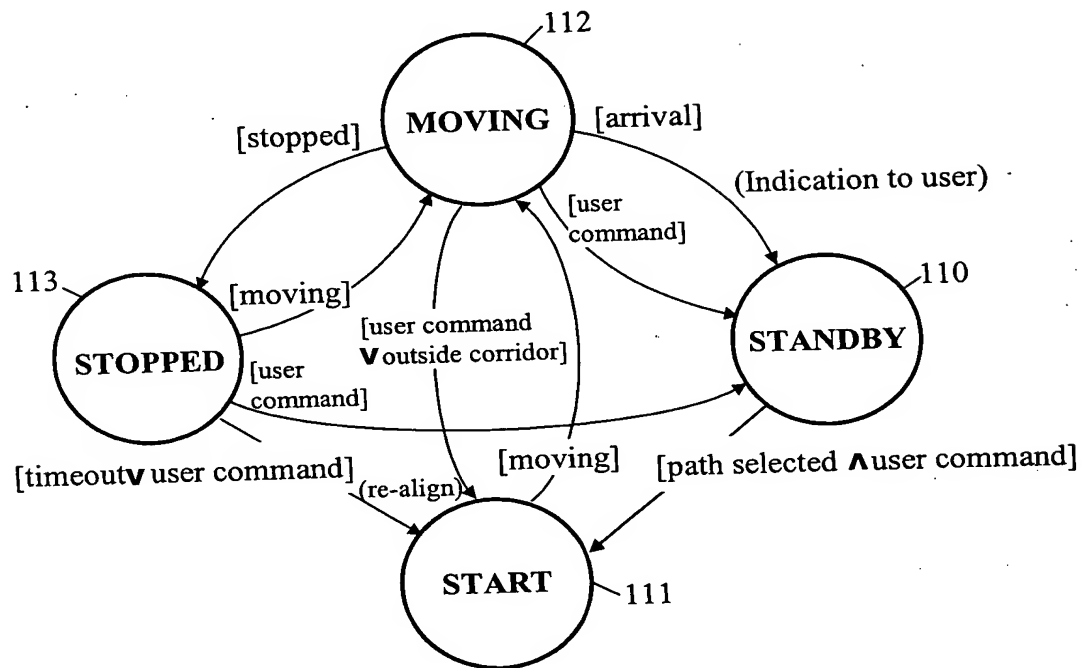 112
MOVING
[stopped]
[arrival]
(Indication to user)
[user
command]
113
110
[moving]
[user command
∨ outside corridor]
STOPPED
STANDBY
[user
command]
[timeout∨ user command]
[moving]
[path selected ∧ user command]
(re-align)
START
111